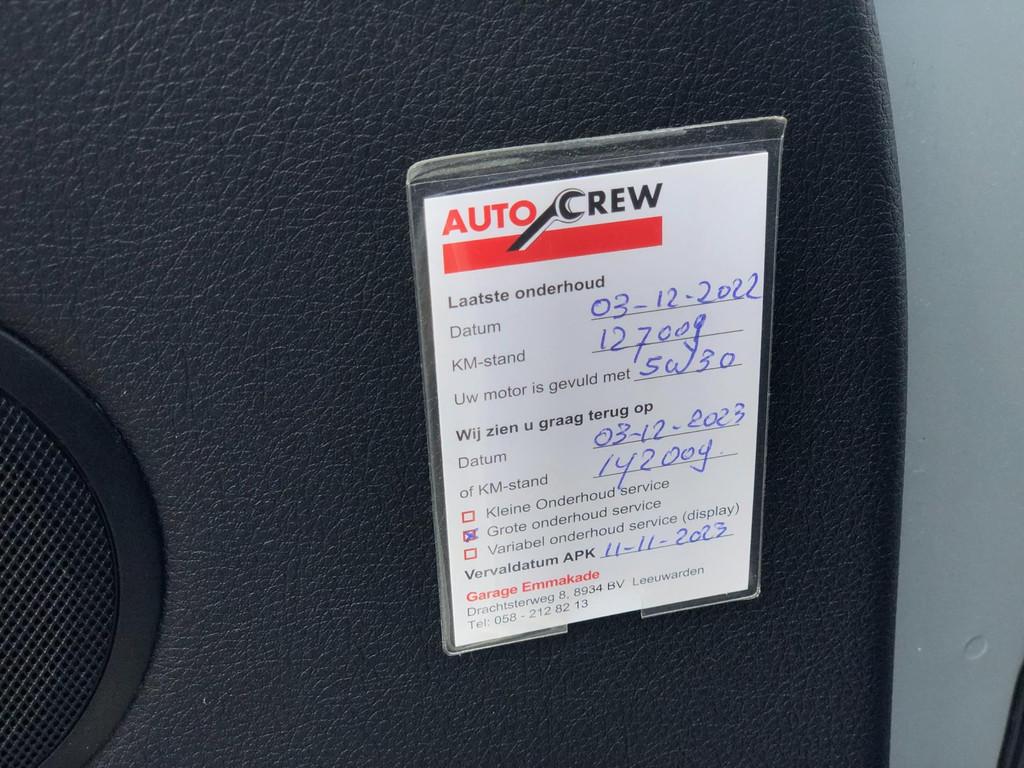 AUTO CREW
Laatste onderhoud
Datum 03-12-2022
KM-stand 127009
Uw motor is gevuld met 5w30
Wij zien u graag terug op
Datum 03-12-2023
of KM-stand 142009
Kleine Onderhoud service
Grote onderhoud service
Variabel onderhoud service (display)
Vervaldatum APK 11-11-2023
Garage Emmakade
Drachtsterweg 8, 8934 BV Leeuwarden
Tel: 058 - 212 82 13